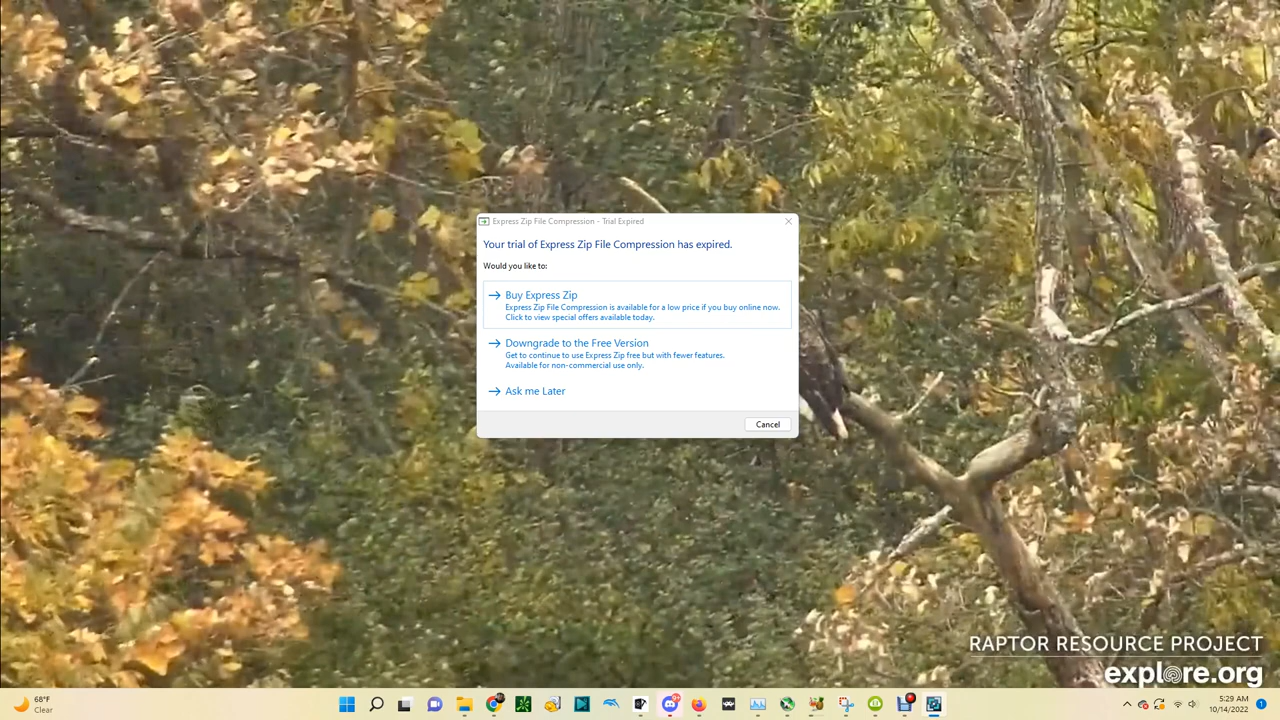 Express Zip File Compression - Trial Expired
Your trial of Express Zip File Compression has expired.
Would you like to:
Buy Express Zip
Express Zip File Compression is available for a low price if you buy online now.
Click to view special offers available today.
Downgrade to the Free Version
Get to continue to use Express Zip free but with fewer features.
Available for non-commercial use only.
Ask me Later
Cancel
RAPTOR RESOURCE PROJECT
explore.org
68°F
Clear
9+
5:29 AM
10/14/2022
1